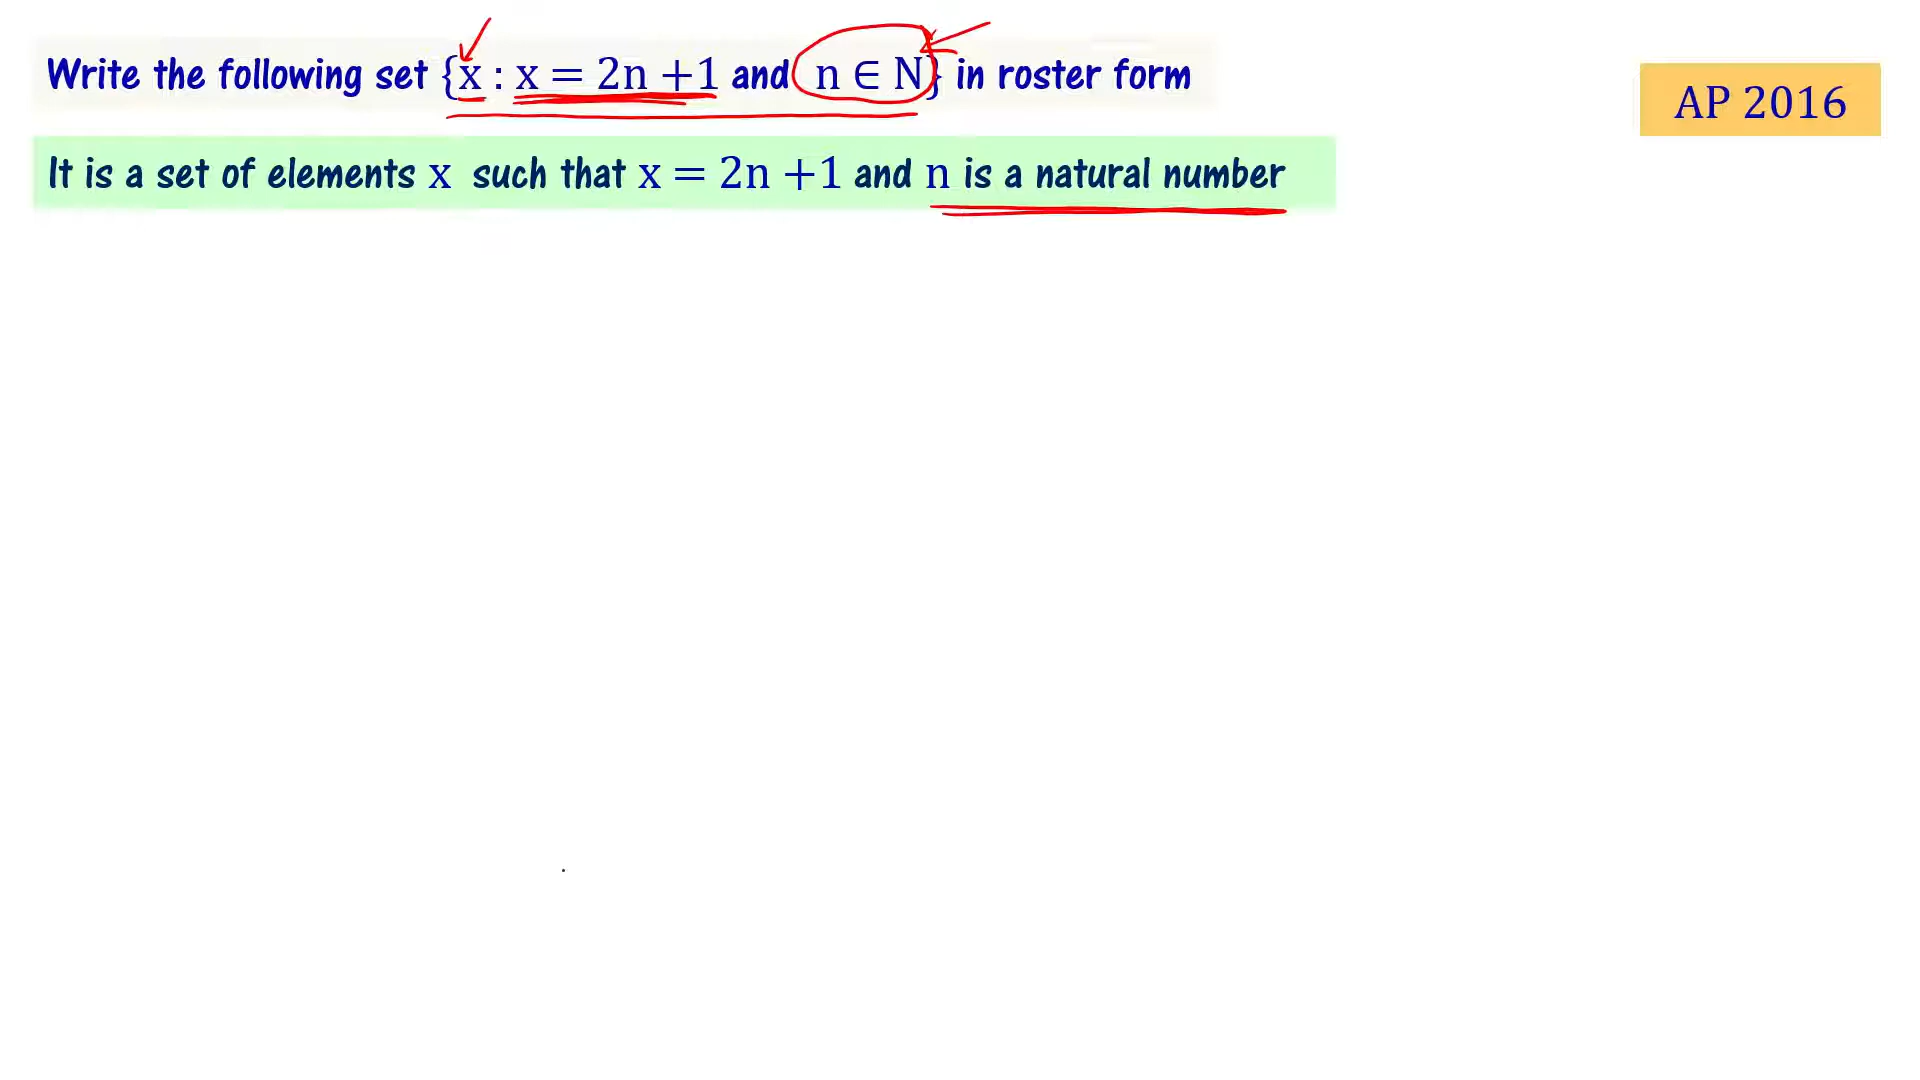 Write the following set {x : x = 2n +1 and n ∈ N} in roster form
AP 2016
It is a set of elements x such that x = 2n +1 and n is a natural number